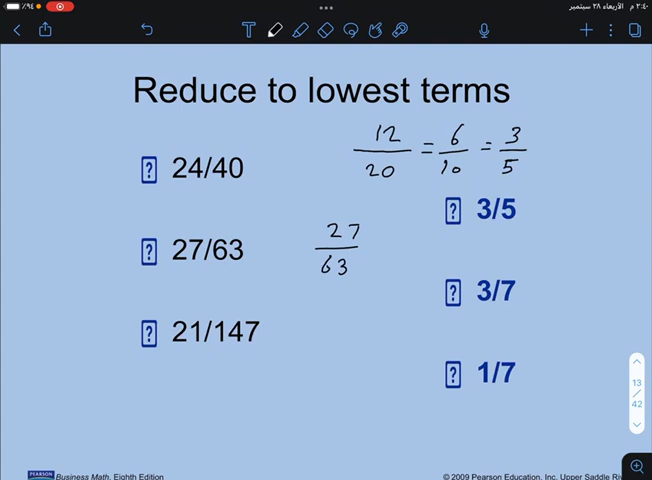 ٪٩٤
٢:٤٠ م الأربعاء ٢٨ سبتمبر
Reduce to lowest terms
12/20 = 6/10 = 3/5
24/40
3/5
27/63
27/63
3/7
21/147
1/7
13/42
PEARSON
Business Math, Eighth Edition
© 2009 Pearson Education, Inc. Upper Saddle Riv